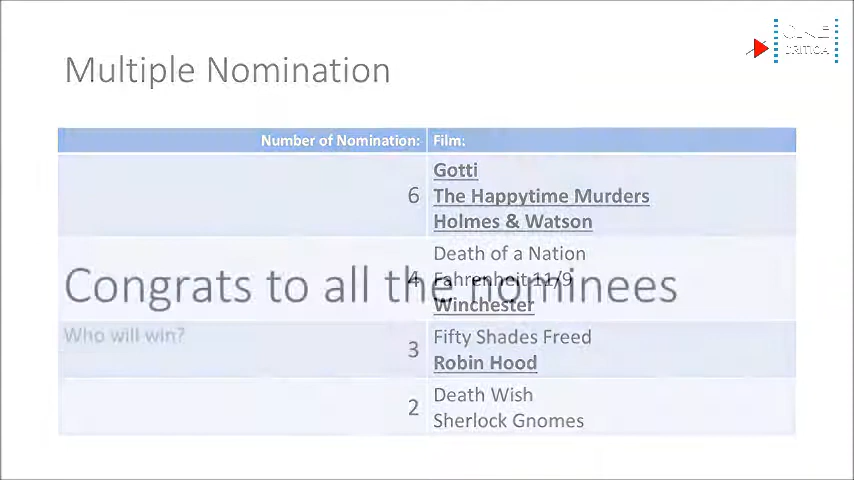 CINE
CRITICA
Multiple Nomination
Number of Nomination: Film:
6
Gotti
The Happytime Murders
Holmes & Watson
4
Death of a Nation
Fahrenheit 11/9
Winchester
Congrats to all the nominees
Who will win?
3
Fifty Shades Freed
Robin Hood
2
Death Wish
Sherlock Gnomes